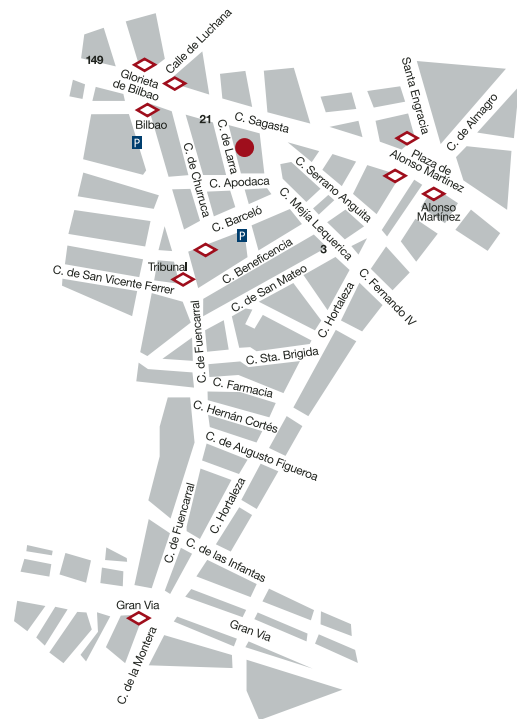 Calle de Luchana
149
Glorieta
de Bilbao
Bilbao
P
21
C. Sagasta
C. de Larra
C. de Churruca
C. Apodaca
Santa Engracia
C. de Almagro
Plaza de
Alonso Martínez
Alonso
Martínez
C. Serrano Anguita
C. Mejía Lequerica
C. Barceló
P
3
C. Beneficencia
Tribunal
C. de San Vicente Ferrer
C. de San Mateo
C. Fernando IV
C. Hortaleza
C. de Fuencarral
C. Sta. Brigida
C. Farmacia
C. Hernán Cortés
C. de Augusto Figueroa
C. de Fuencarral
C. Hortaleza
C. de las Infantas
Gran Via
Gran Via
C. de la Montera